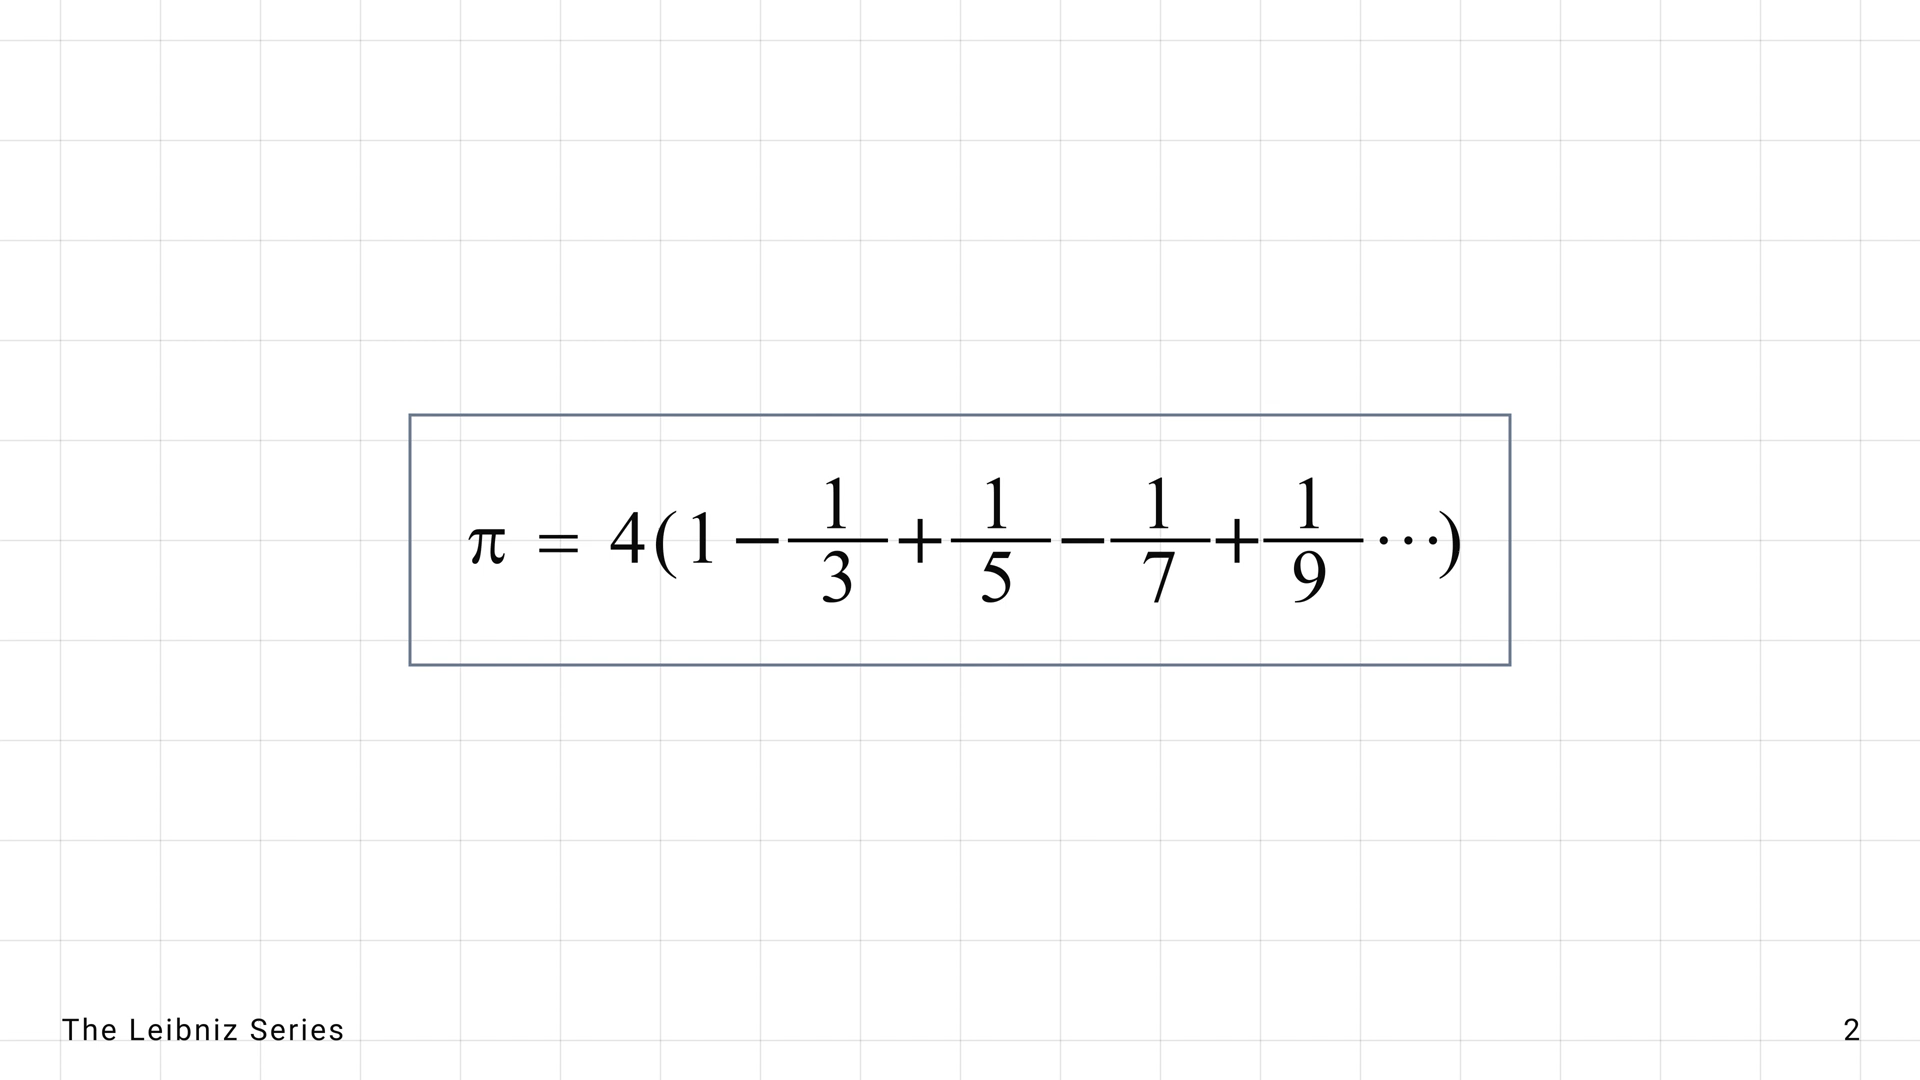 π = 4(1 − 1/3 + 1/5 − 1/7 + 1/9 ⋯)
The Leibniz Series
2